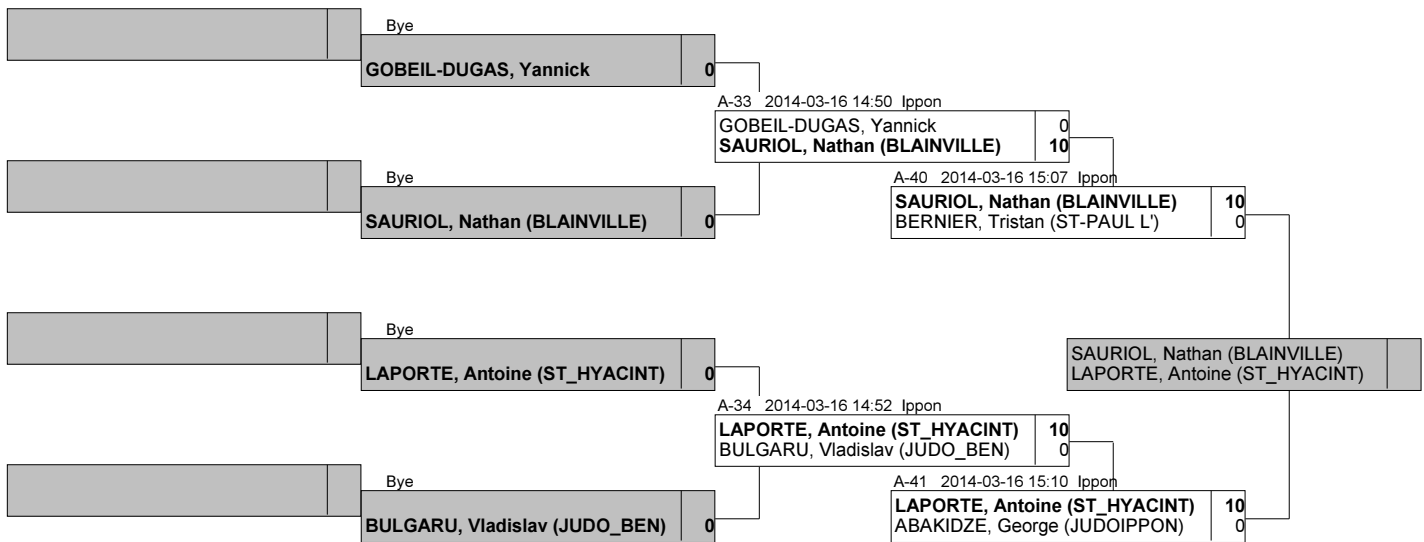 Bye
GOBEIL-DUGAS, Yannick 0
A-33 2014-03-16 14:50 Ippon
GOBEIL-DUGAS, Yannick 0
SAURIOL, Nathan (BLAINVILLE) 10
Bye
SAURIOL, Nathan (BLAINVILLE) 0
A-40 2014-03-16 15:07 Ippon
SAURIOL, Nathan (BLAINVILLE) 10
BERNIER, Tristan (ST-PAUL L') 0
Bye
LAPORTE, Antoine (ST_HYACINT) 0
SAURIOL, Nathan (BLAINVILLE)
LAPORTE, Antoine (ST_HYACINT)
A-34 2014-03-16 14:52 Ippon
LAPORTE, Antoine (ST_HYACINT) 10
BULGARU, Vladislav (JUDO_BEN) 0
Bye
BULGARU, Vladislav (JUDO_BEN) 0
A-41 2014-03-16 15:10 Ippon
LAPORTE, Antoine (ST_HYACINT) 10
ABAKIDZE, George (JUDOIPPON) 0